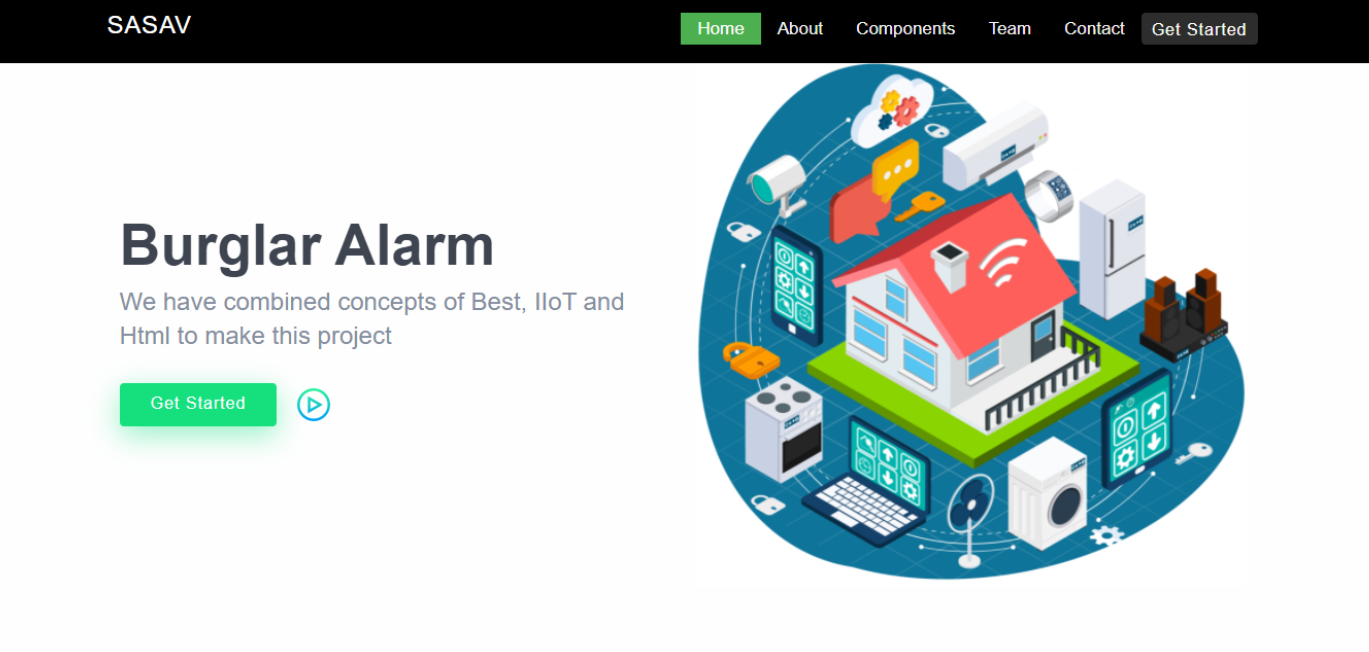 SASAV
Home About Components Team Contact Get Started
Burglar Alarm
We have combined concepts of Best, IIoT and
Html to make this project
Get Started